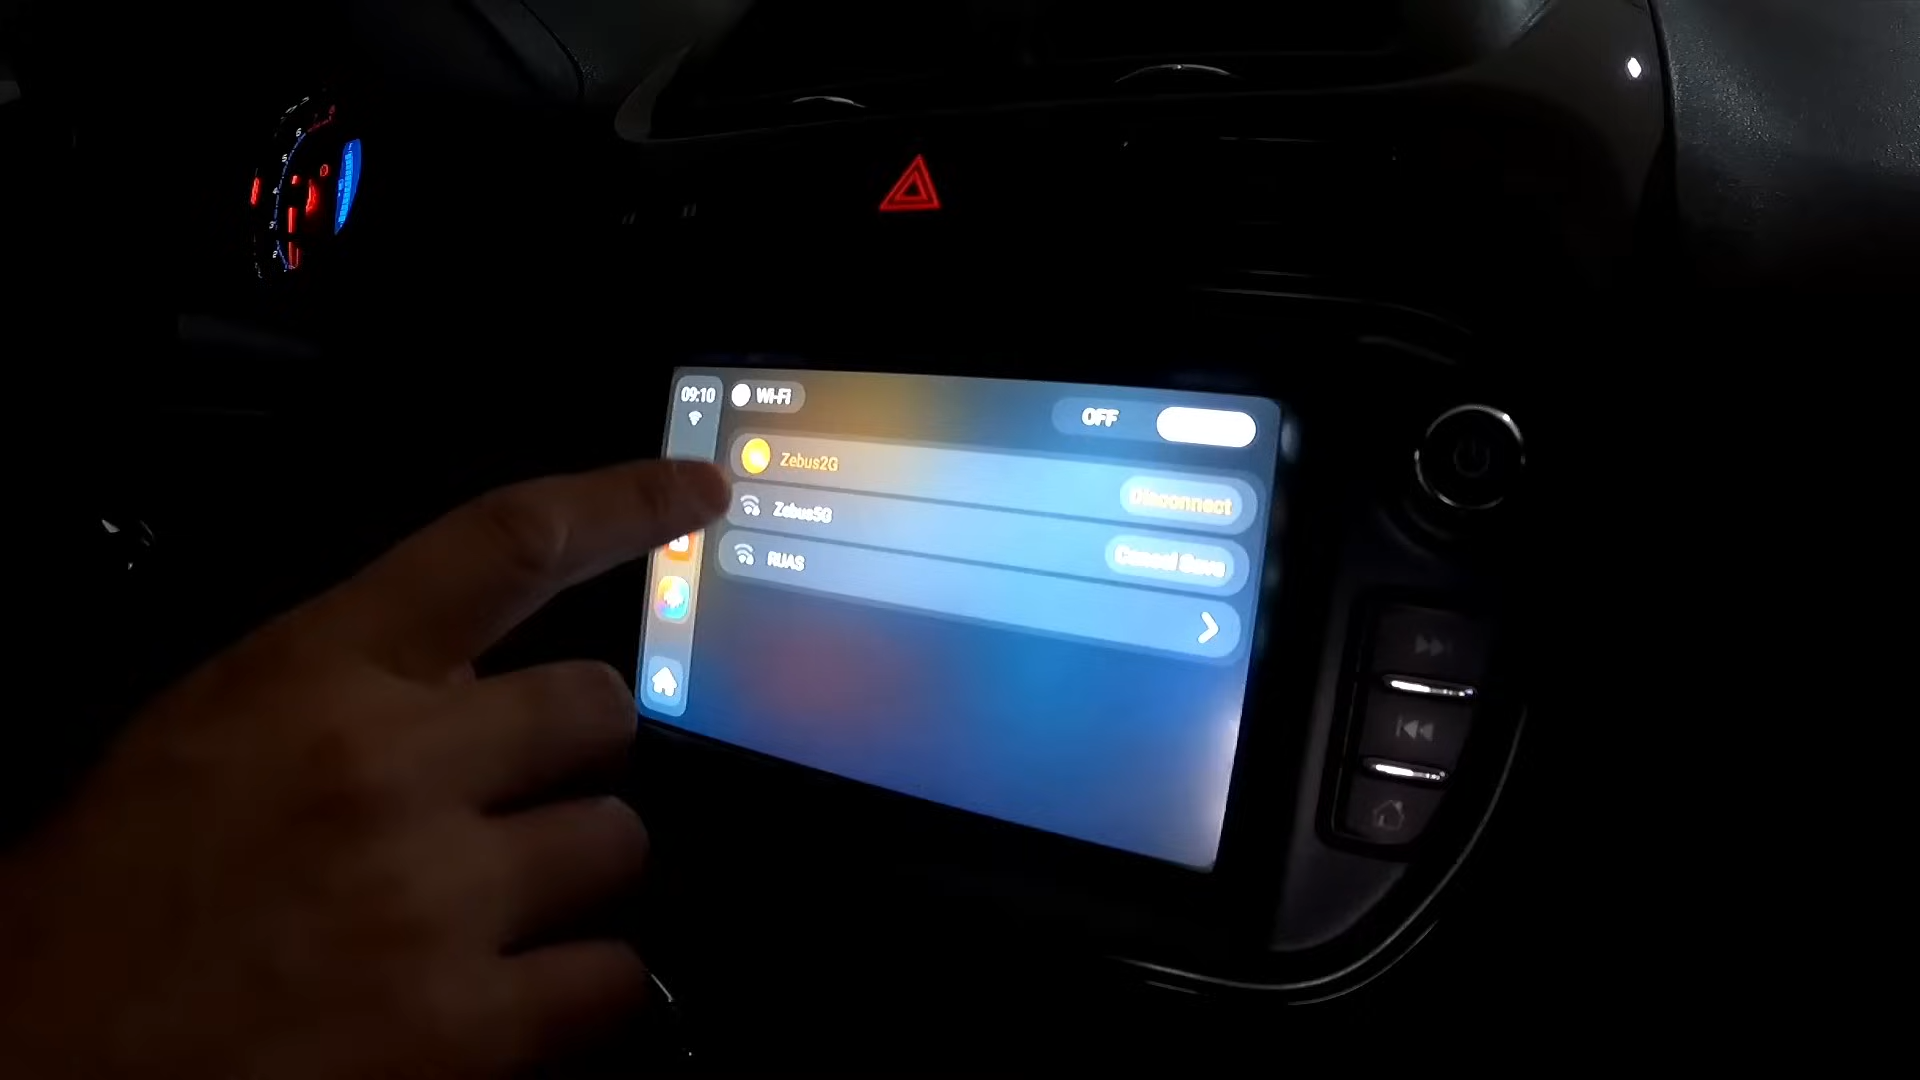 09:10
Wi-Fi
OFF
Zebus2G
Disconnect
Zebus5G
Cancel Save
RUAS